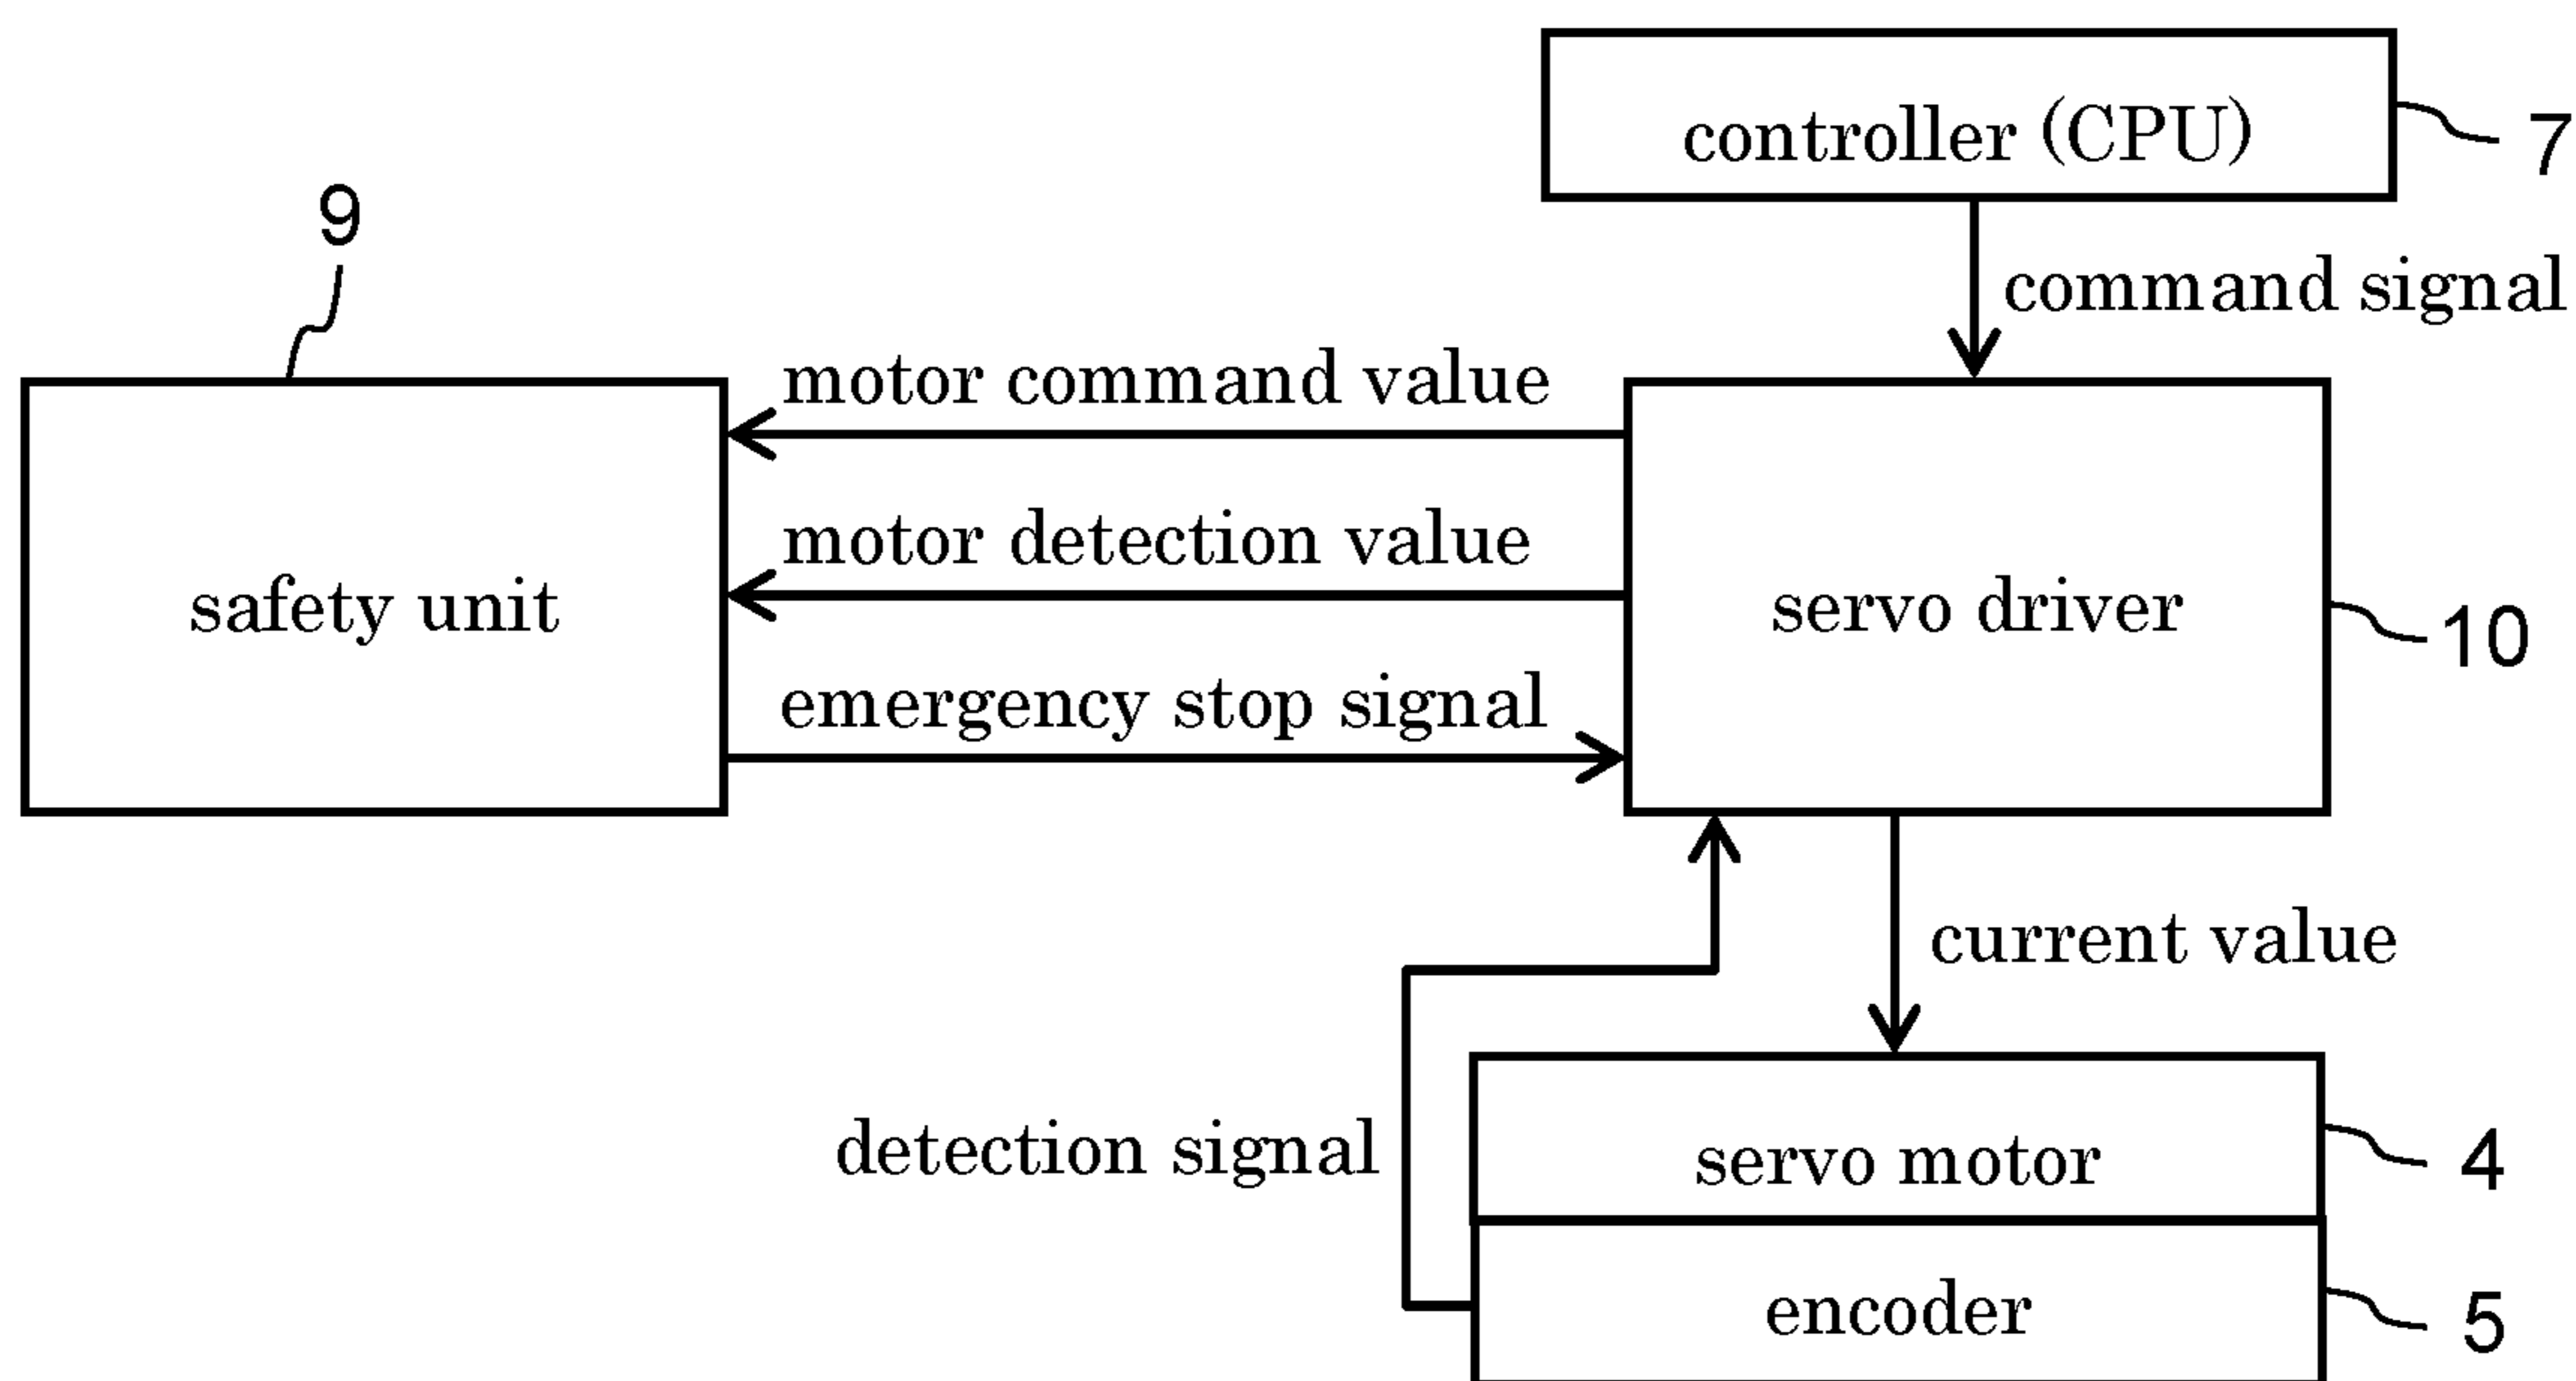 controller (CPU)
7
9
command signal
motor command value
motor detection value
safety unit
servo driver
10
emergency stop signal
current value
detection signal
servo motor
4
encoder
5